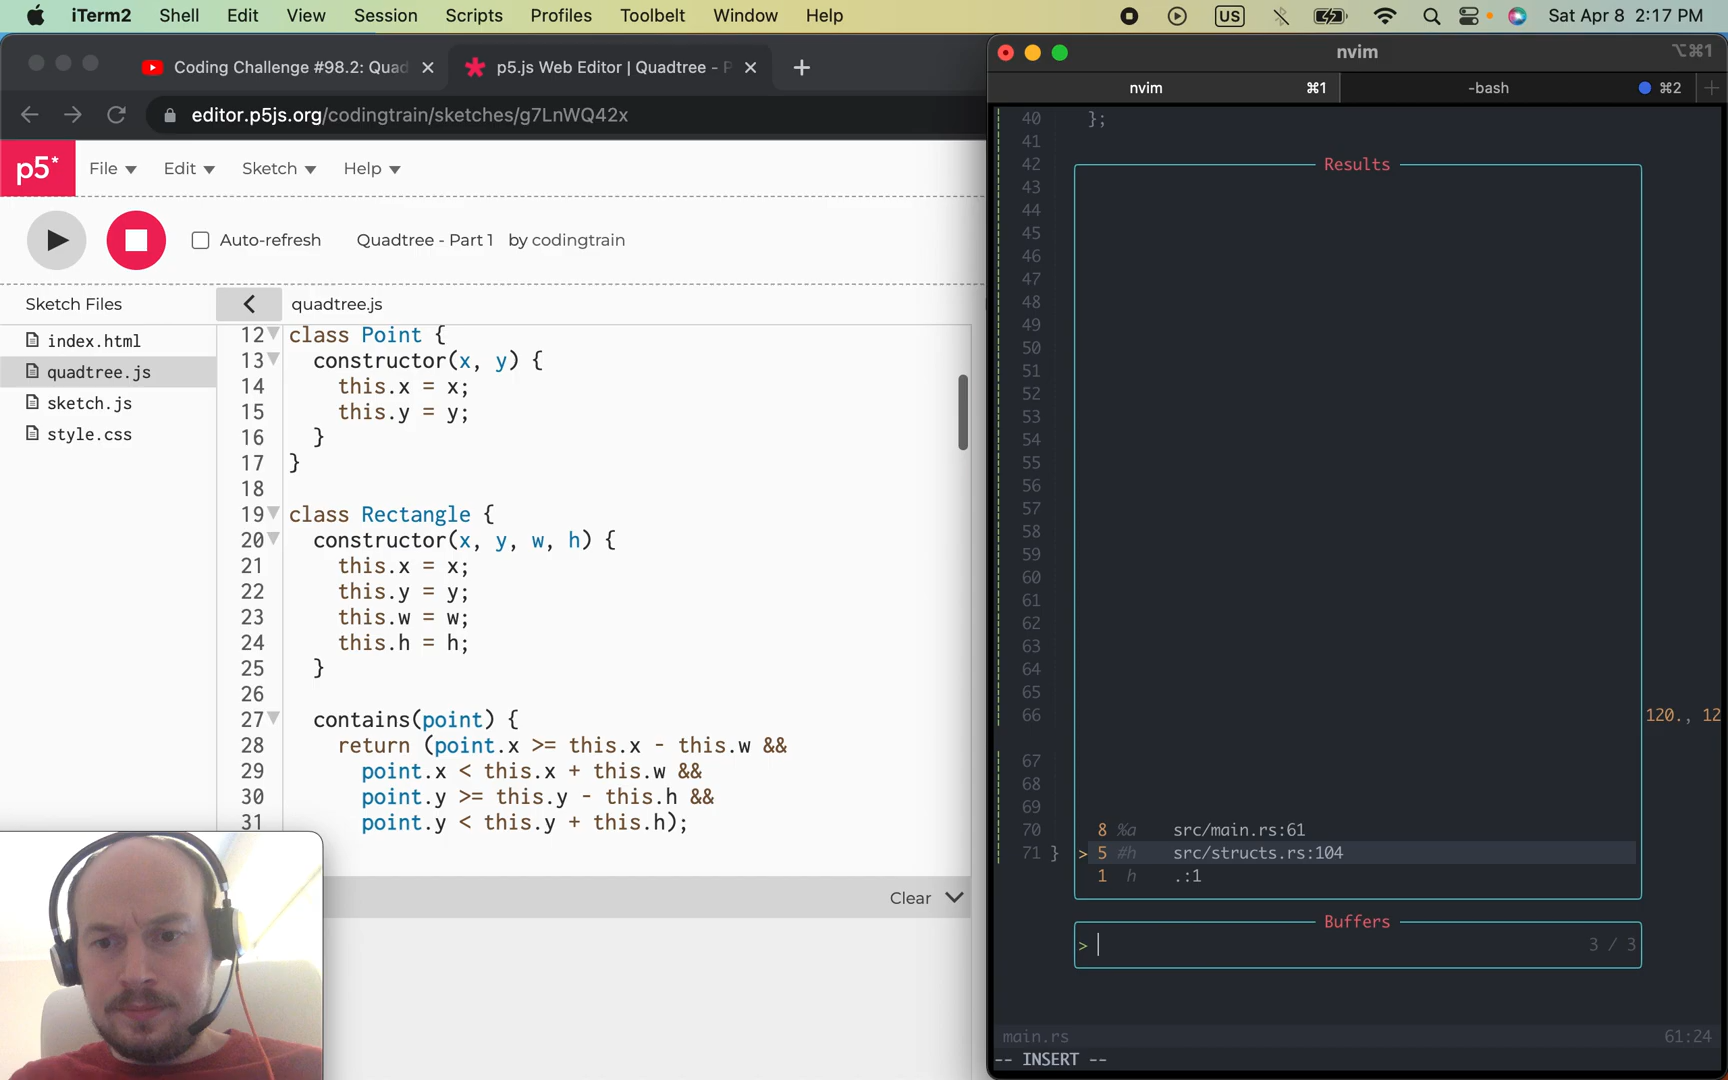 iTerm2 Shell Edit View Session Scripts Profiles Toolbelt Window Help US Sat Apr 8 2:17 PM
Coding Challenge #98.2: Quad
p5.js Web Editor | Quadtree - P
editor.p5js.org/codingtrain/sketches/g7LnWQ42x
p5*
File Edit Sketch Help
Auto-refresh Quadtree - Part 1 by codingtrain
Sketch Files
index.html
quadtree.js
sketch.js
style.css
quadtree.js
12 class Point {
13 constructor(x, y) {
14 this.x = x;
15 this.y = y;
16 }
17 }
18
19 class Rectangle {
20 constructor(x, y, w, h) {
21 this.x = x;
22 this.y = y;
23 this.w = w;
24 this.h = h;
25 }
26
27 contains(point) {
28 return (point.x >= this.x - this.w &&
29 point.x < this.x + this.w &&
30 point.y >= this.y - this.h &&
31 point.y < this.y + this.h);
Clear
nvim ⌥⌘1
nvim ⌘1 -bash ⌘2
40 };
41
42 Results
43
44
45
46
47
48
49
50
51
52
53
54
55
56
57
58
59
60
61
62
63
64
65
66 120., 12
67
68
69
70 8 %a src/main.rs:61
71 } > 5 #h src/structs.rs:104
1 h .:1
Buffers
> 3 / 3
main.rs 61:24
-- INSERT --